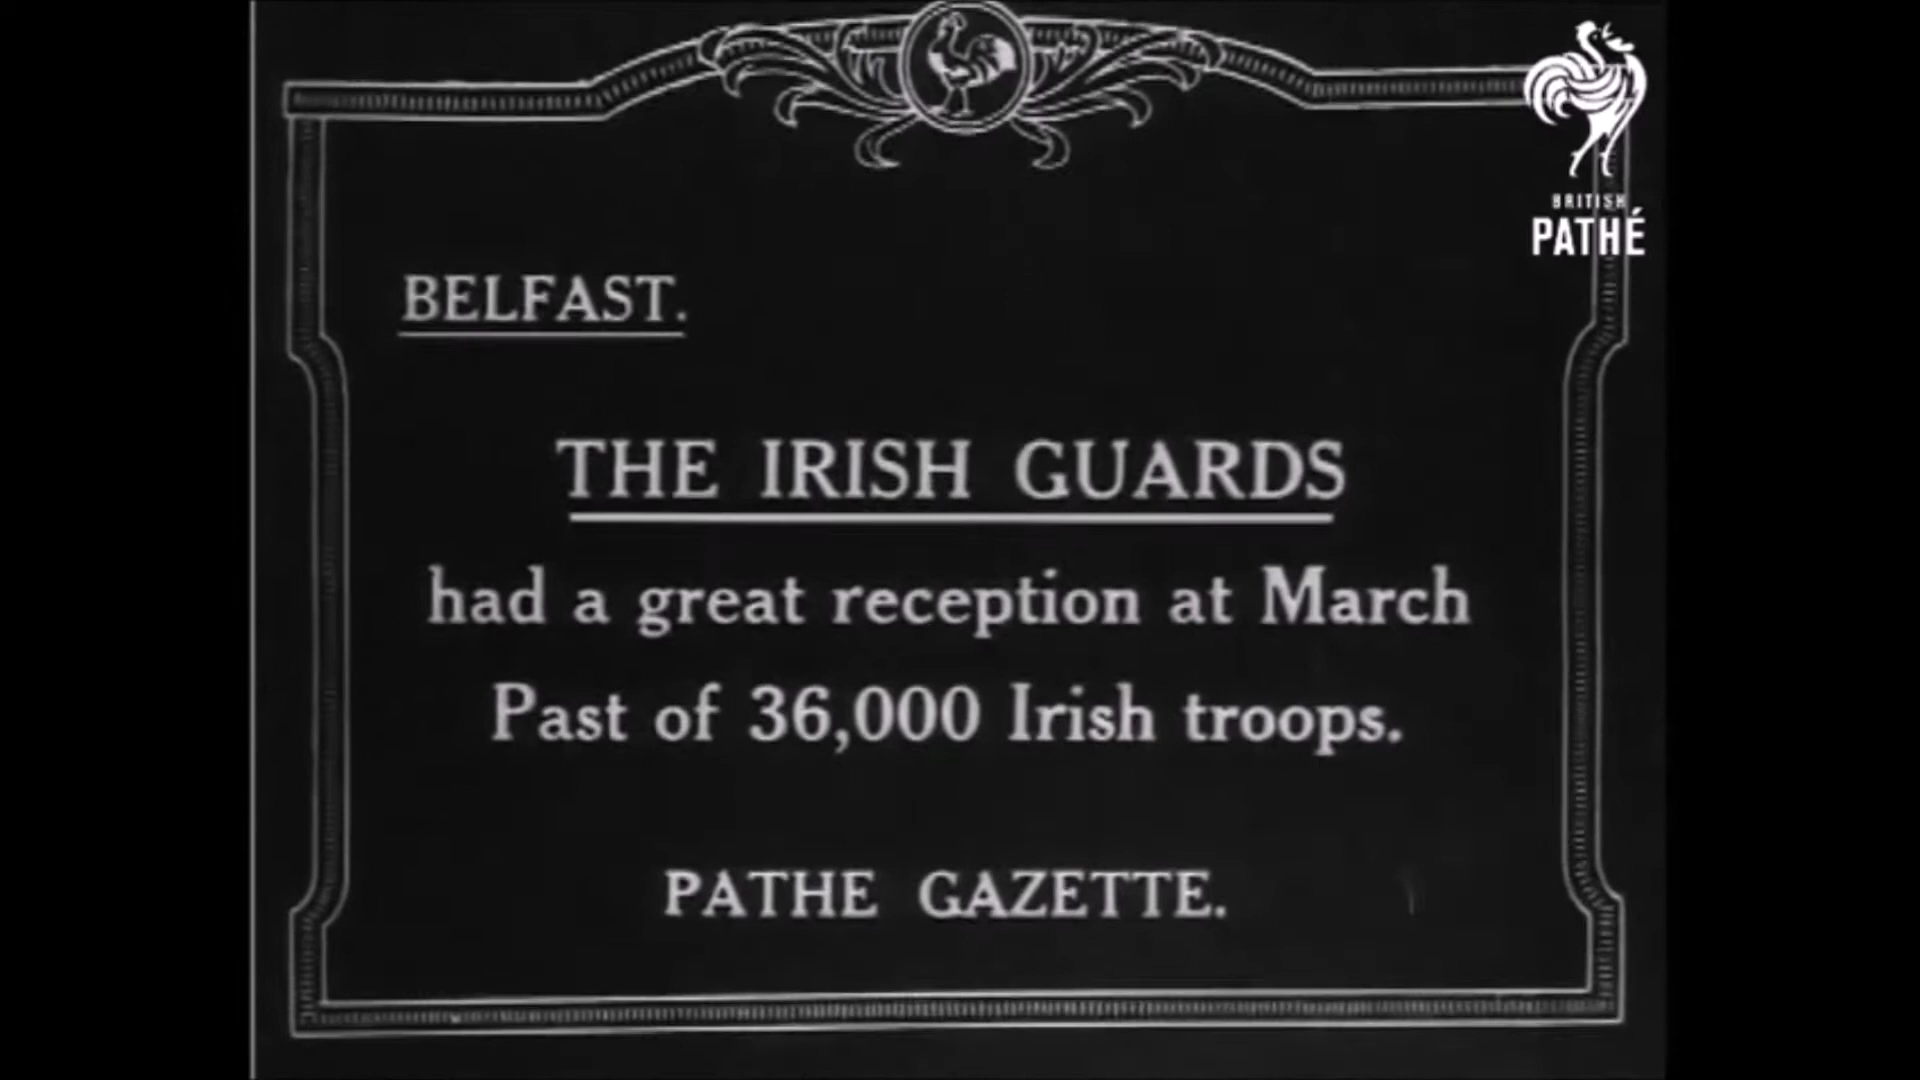 BRITISH
PATHÉ
BELFAST.
THE IRISH GUARDS
had a great reception at March
Past of 36,000 Irish troops.
PATHE GAZETTE.